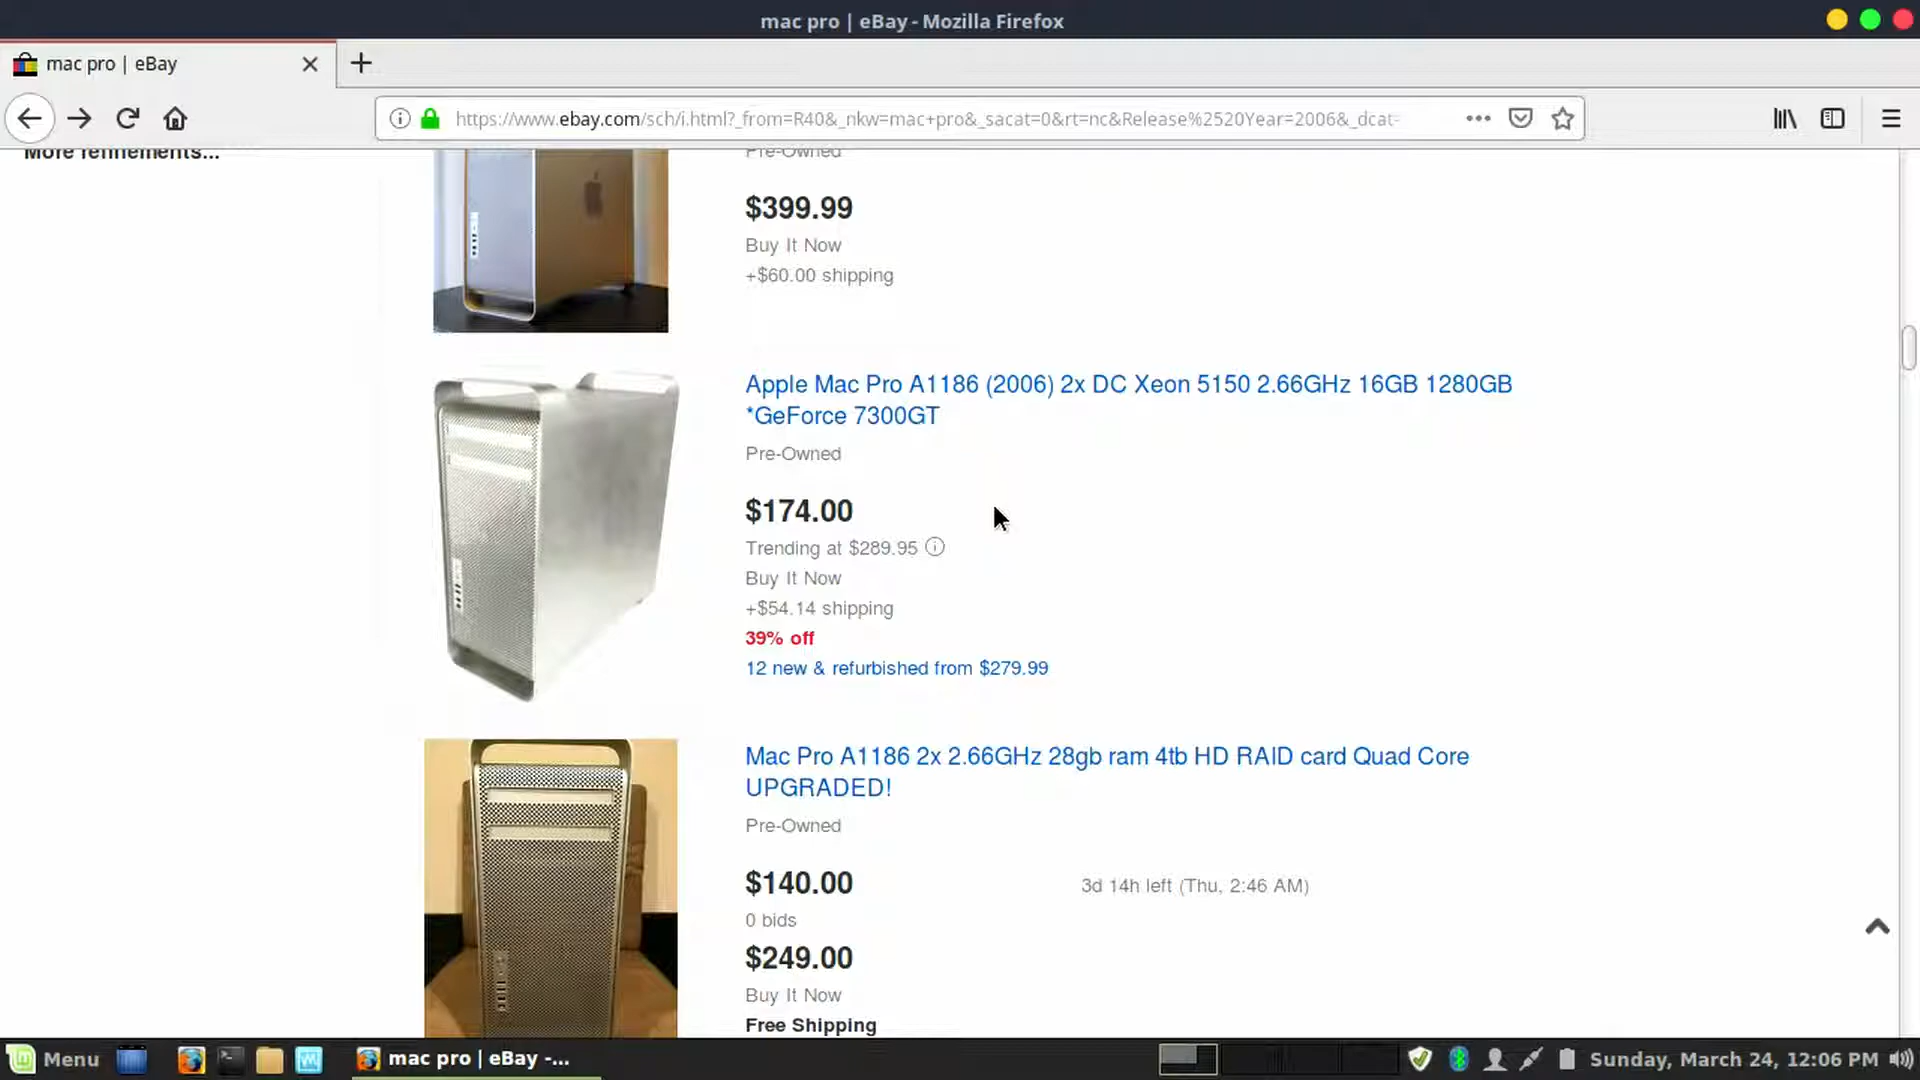 mac pro | eBay - Mozilla Firefox
mac pro | eBay
https://www.ebay.com/sch/i.html?_from=R40&_nkw=mac+pro&_sacat=0&rt=nc&Release%2520Year=2006&_dcat=
More refinements...
Pre-Owned
$399.99
Buy It Now
+$60.00 shipping
Apple Mac Pro A1186 (2006) 2x DC Xeon 5150 2.66GHz 16GB 1280GB
*GeForce 7300GT
Pre-Owned
$174.00
Trending at $289.95
Buy It Now
+$54.14 shipping
39% off
12 new & refurbished from $279.99
Mac Pro A1186 2x 2.66GHz 28gb ram 4tb HD RAID card Quad Core
UPGRADED!
Pre-Owned
$140.00
3d 14h left (Thu, 2:46 AM)
0 bids
$249.00
Buy It Now
Free Shipping
Menu
mac pro | eBay -...
Sunday, March 24, 12:06 PM